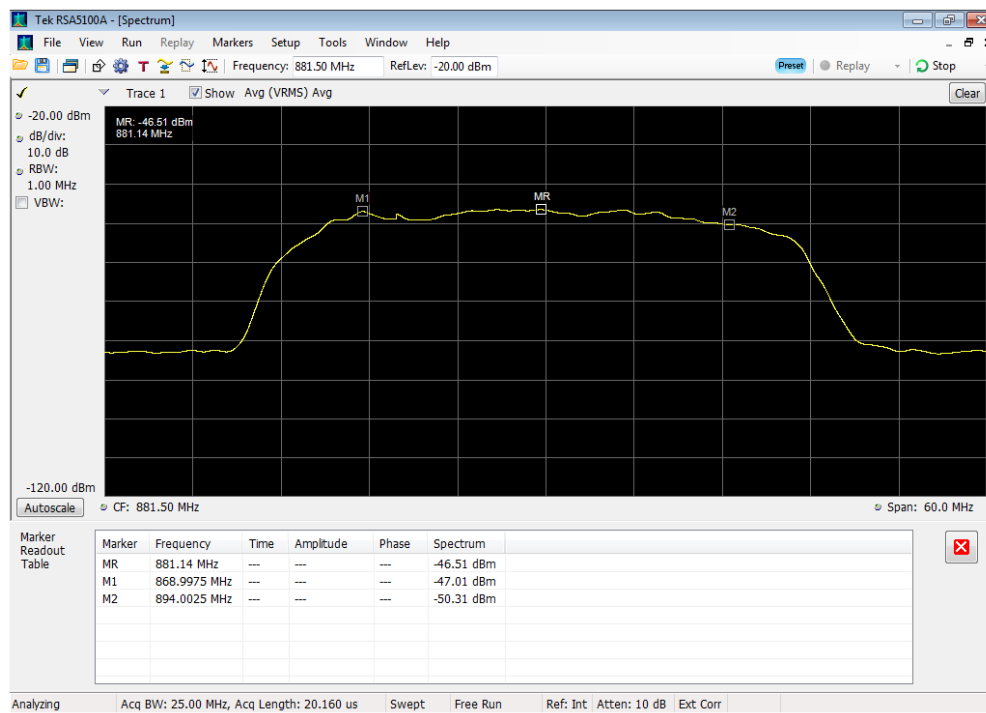 Tek RSA5100A - [Spectrum]
File View Run Replay Markers Setup Tools Window Help
T Frequency: 881.50 MHz RefLev: -20.00 dBm Preset Replay Stop
Trace 1 Show Avg (VRMS) Avg Clear
-20.00 dBm
dB/div:
10.0 dB
RBW:
1.00 MHz
VBW:
MR: -46.51 dBm
881.14 MHz
M1
MR
M2
-120.00 dBm
Autoscale CF: 881.50 MHz Span: 60.0 MHz
Marker
Readout
Table
Marker Frequency Time Amplitude Phase Spectrum
MR 881.14 MHz --- --- --- -46.51 dBm
M1 868.9975 MHz --- --- --- -47.01 dBm
M2 894.0025 MHz --- --- --- -50.31 dBm
Analyzing Acq BW: 25.00 MHz, Acq Length: 20.160 us Swept Free Run Ref: Int Atten: 10 dB Ext Corr